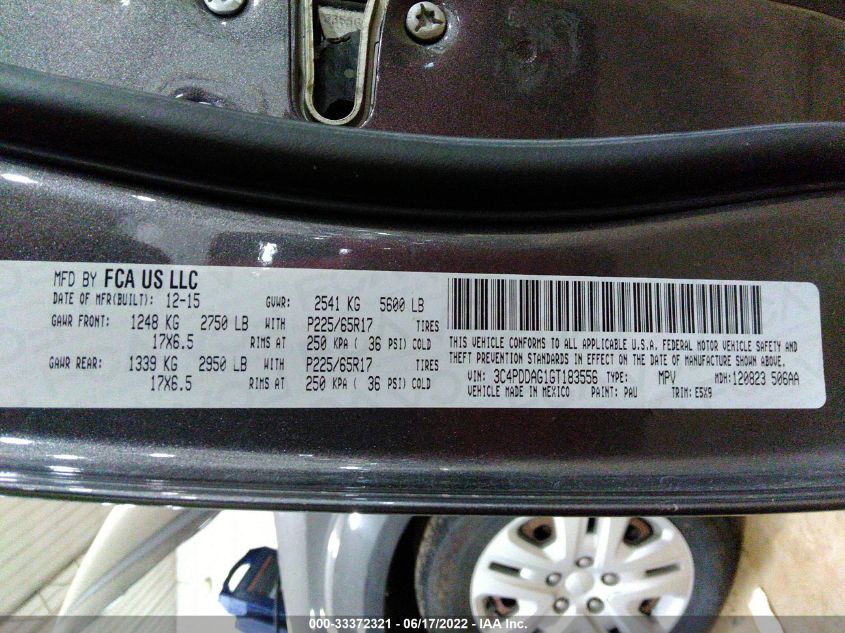 MFD BY FCA US LLC
DATE OF MFR(BUILT): 12-15 GVWR: 2541 KG 5600 LB
GAWR FRONT: 1248 KG 2750 LB WITH P225/65R17 TIRES
17X6.5 RIMS AT 250 KPA ( 36 PSI) COLD
GAWR REAR: 1339 KG 2950 LB WITH P225/65R17 TIRES
17X6.5 RIMS AT 250 KPA ( 36 PSI) COLD
THIS VEHICLE CONFORMS TO ALL APPLICABLE U.S.A. FEDERAL MOTOR VEHICLE SAFETY AND
THEFT PREVENTION STANDARDS IN EFFECT ON THE DATE OF MANUFACTURE SHOWN ABOVE.
VIN: 3C4PDDAG1GT183556 TYPE: MPV MDH:120823 506AA
VEHICLE MADE IN MEXICO PAINT: PAU TRIM: E5X9
000-33372321 - 06/17/2022 - IAA Inc.